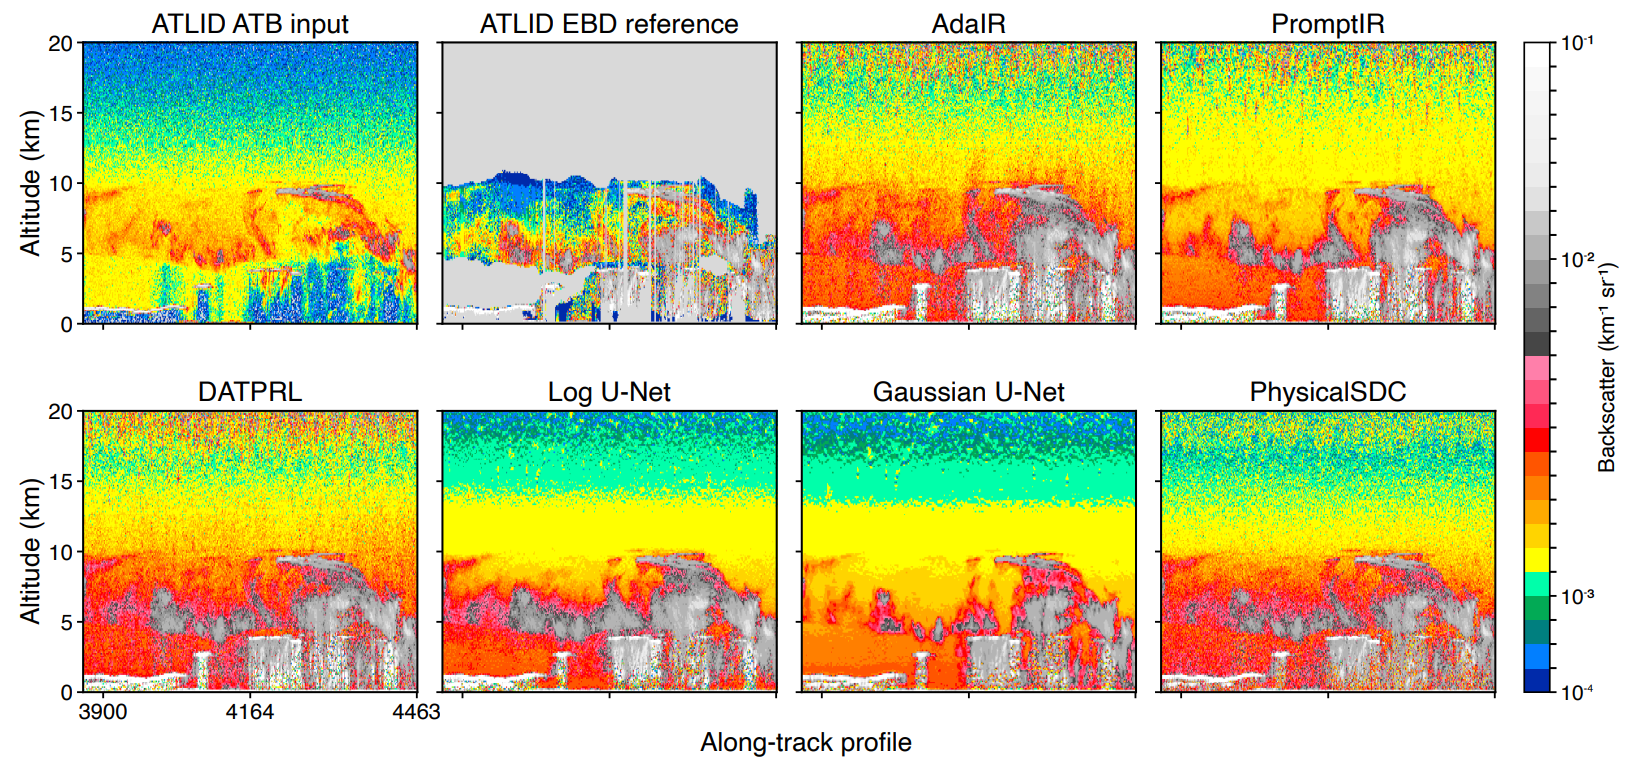 ATLID ATB input ATLID EBD reference AdaIR PromptIR
20
15
10
5
0
Altitude (km)
10⁻¹
10⁻²
10⁻³
10⁻⁴
Backscatter (km⁻¹ sr⁻¹)
DATPRL Log U-Net Gaussian U-Net PhysicalSDC
20
15
10
5
0
Altitude (km)
3900 4164 4463
Along-track profile